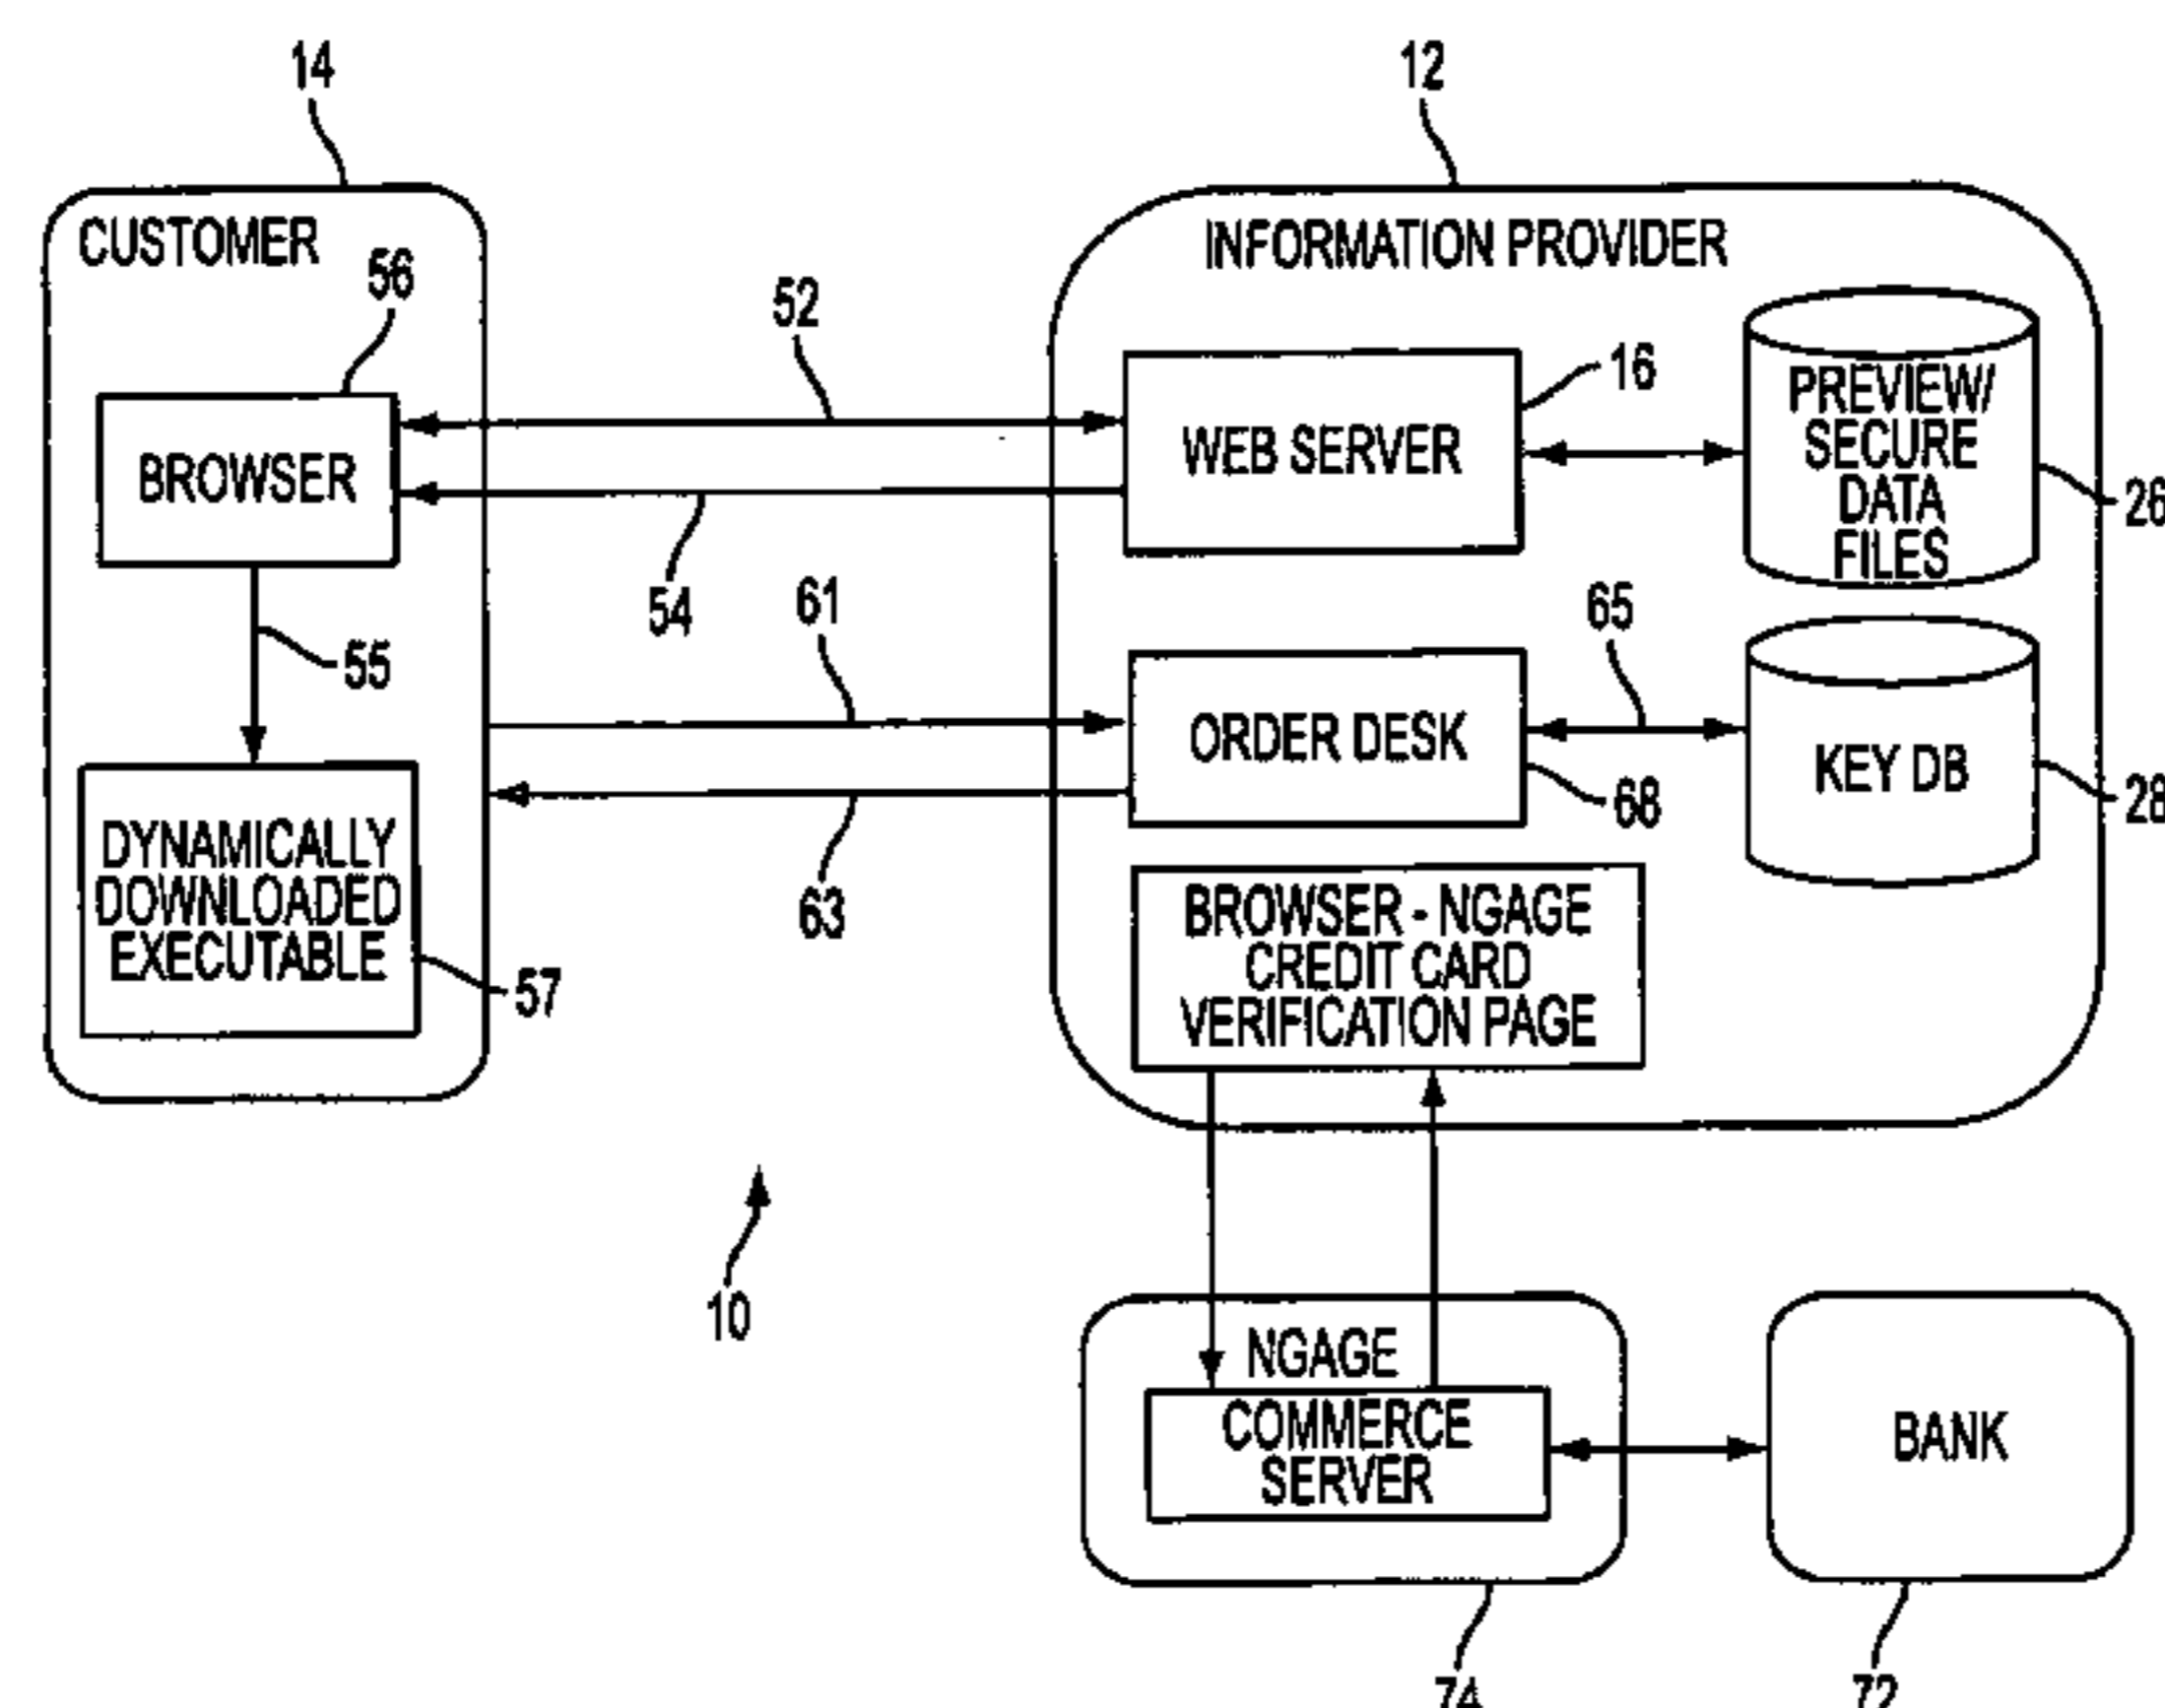 14
12
CUSTOMER
INFORMATION PROVIDER
56
52
16
BROWSER
WEB SERVER
PREVIEW/
SECURE
DATA
FILES
26
54
55
61
65
ORDER DESK
KEY DB
68
28
63
DYNAMICALLY
DOWNLOADED
EXECUTABLE
57
BROWSER - NGAGE
CREDIT CARD
VERIFICATION PAGE
10
NGAGE
COMMERCE
SERVER
BANK
74
72